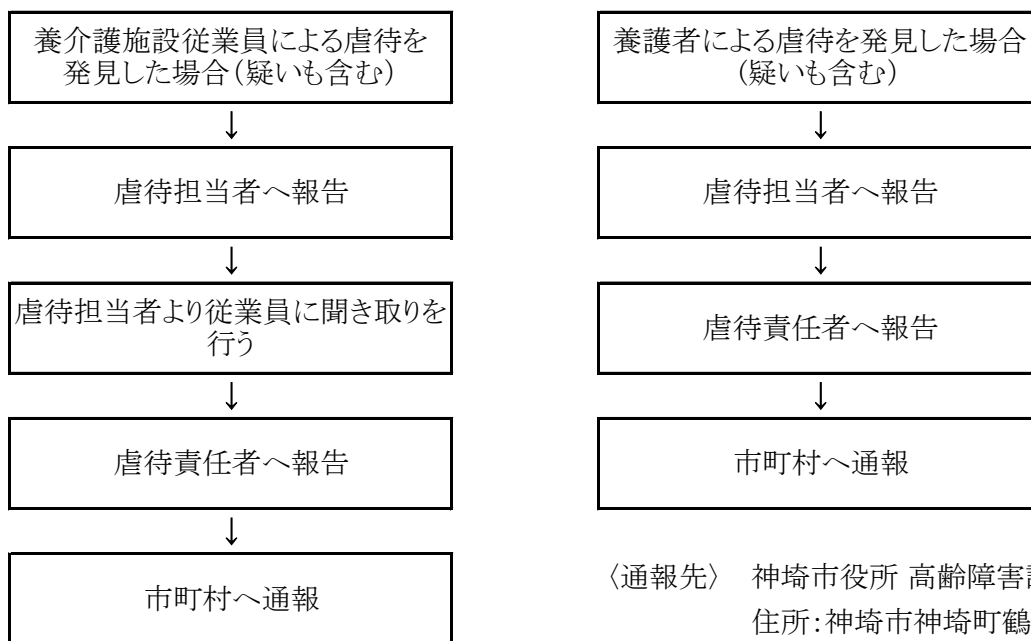 養介護施設従業員による虐待を
発見した場合(疑いも含む)
↓
虐待担当者へ報告
↓
虐待担当者より従業員に聞き取りを
行う
↓
虐待責任者へ報告
↓
市町村へ通報
養護者による虐待を発見した場合
(疑いも含む)
↓
虐待担当者へ報告
↓
虐待責任者へ報告
↓
市町村へ通報
〈通報先〉 神埼市役所 高齢障害
住所:神埼市神埼町鶴